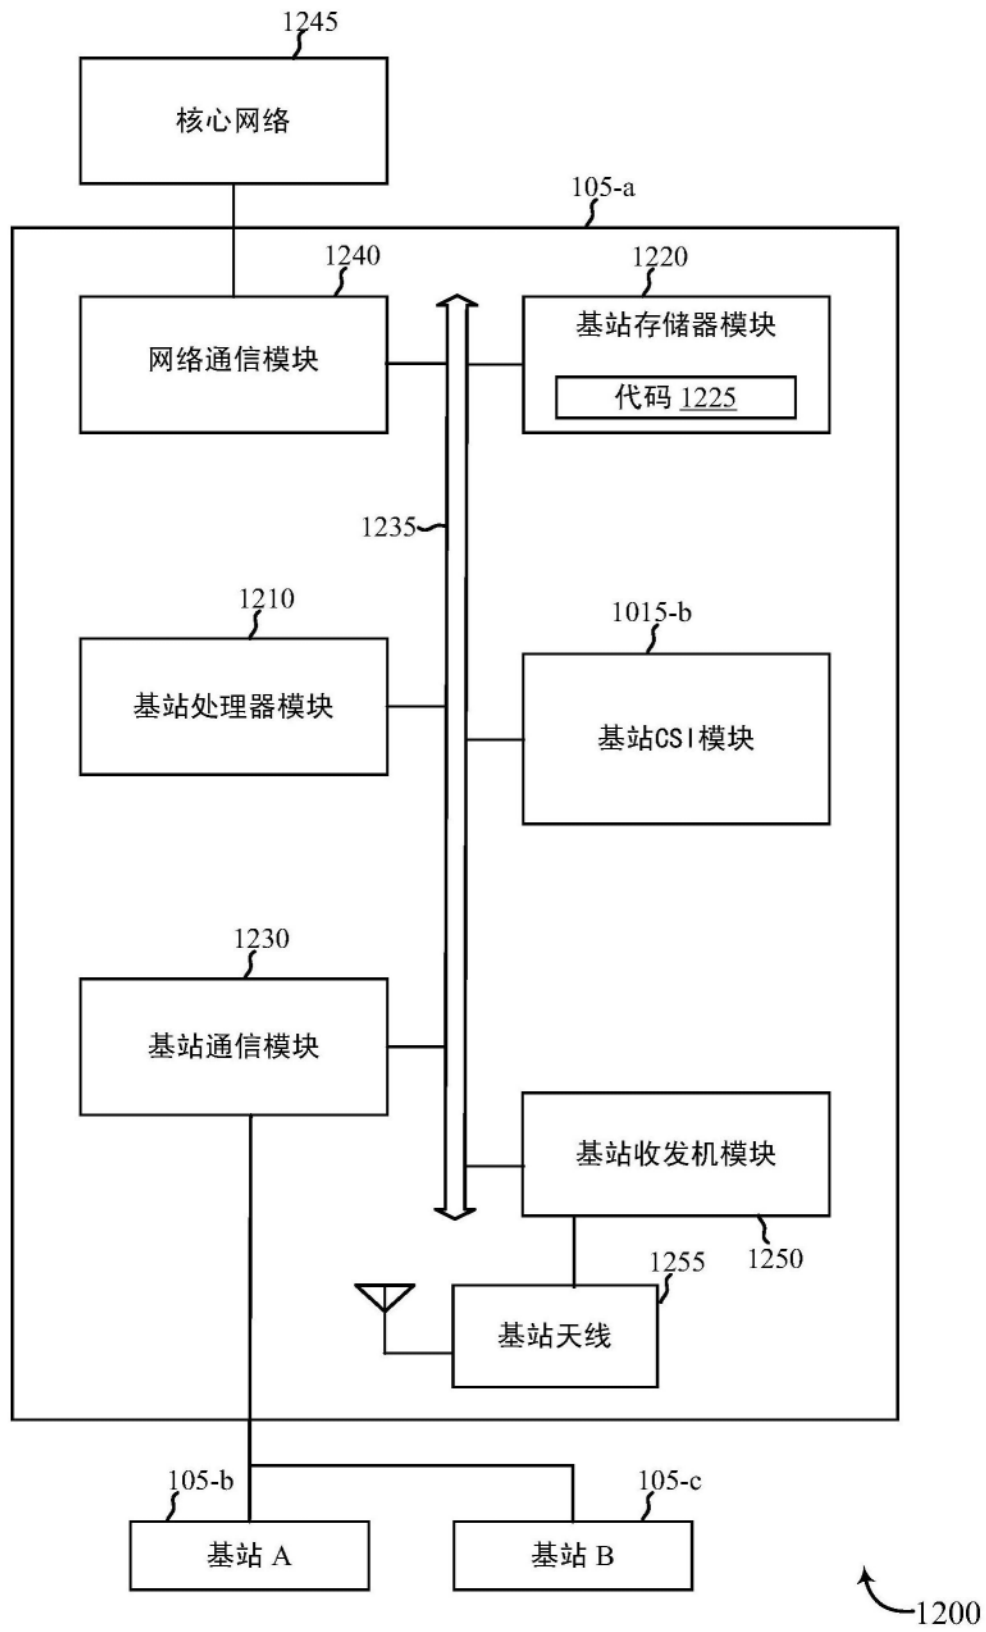 1245
核心网络
105-a
1240
1220
网络通信模块
基站存储器模块
代码 1225
1235
1210
1015-b
基站处理器模块
基站CSI模块
1230
基站通信模块
基站收发机模块
1250
1255
基站天线
105-b
105-c
基站 A
基站 B
1200